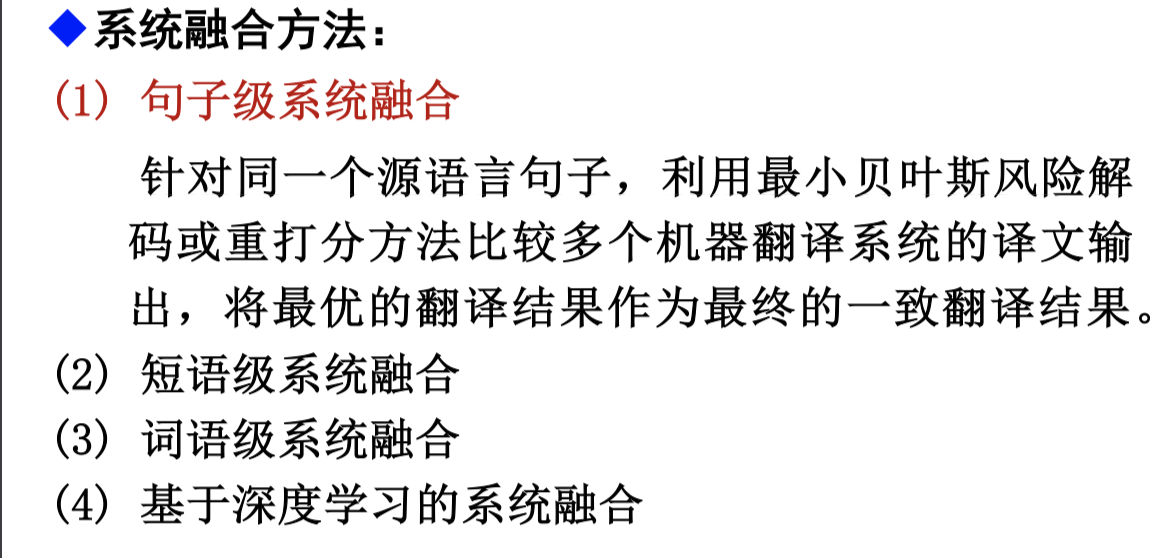 ◆系统融合方法：
(1) 句子级系统融合
针对同一个源语言句子，利用最小贝叶斯风险解
码或重打分方法比较多个机器翻译系统的译文输
出，将最优的翻译结果作为最终的一致翻译结果。
(2) 短语级系统融合
(3) 词语级系统融合
(4) 基于深度学习的系统融合